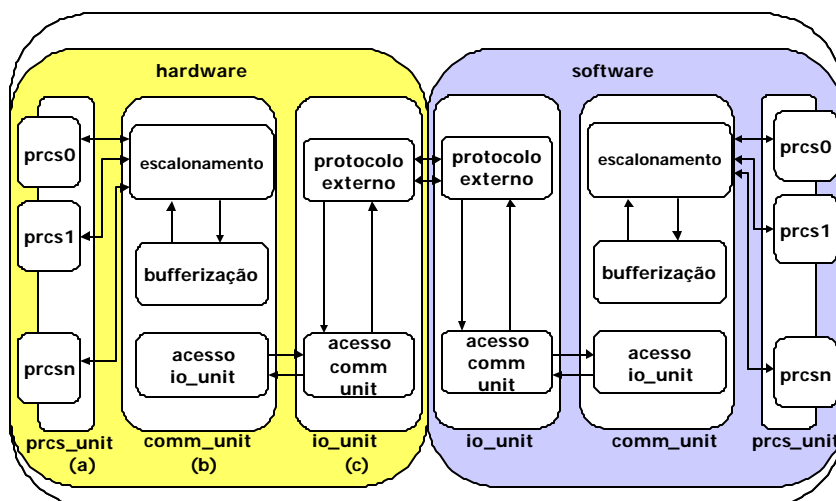 hardware
prcs0
prcs1
prcsn
prcs_unit
(a)
escalonamento
bufferização
acesso
io_unit
comm_unit
(b)
protocolo
externo
acesso
comm
unit
io_unit
(c)
software
protocolo
externo
acesso
comm
unit
io_unit
escalonamento
bufferização
acesso
io_unit
comm_unit
prcs0
prcs1
prcsn
prcs_unit